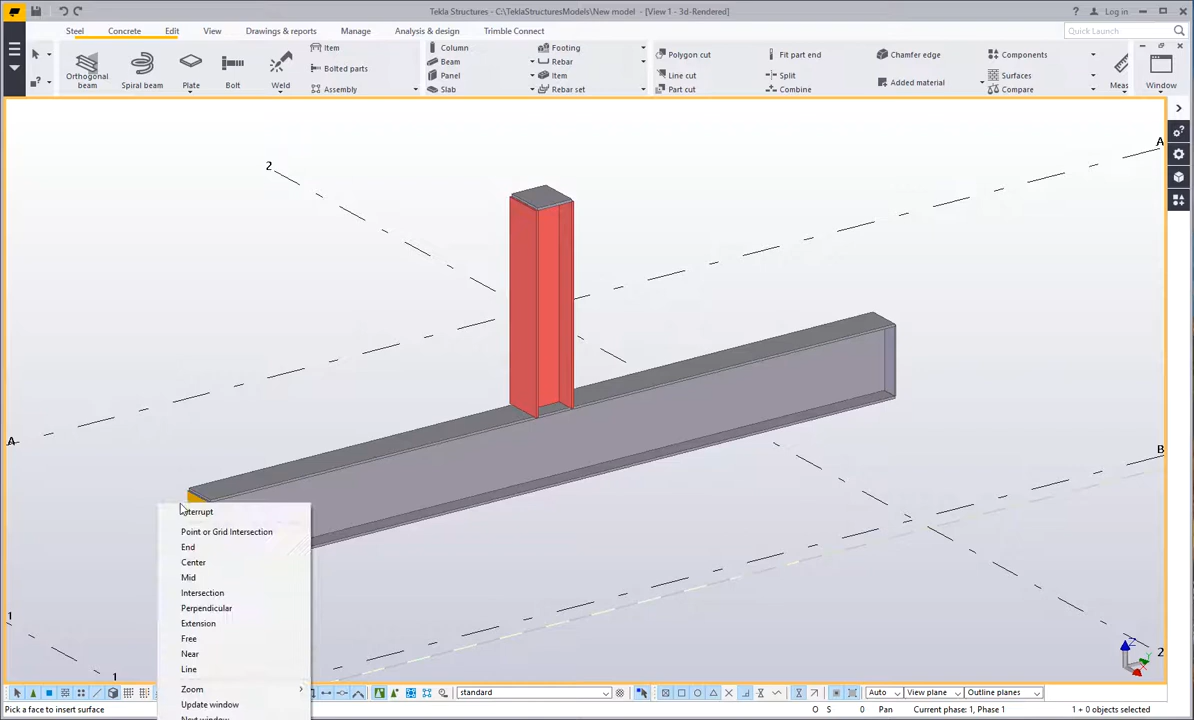 Tekla Structures - C:\TeklaStructuresModels\New model - [View 1 - 3d-Rendered]
? Log in
Steel Concrete Edit View Drawings & reports Manage Analysis & design Trimble Connect
Quick Launch
Orthogonal beam
Spiral beam
Plate
Bolt
Weld
Item
Bolted parts
Assembly
Column
Beam
Panel
Slab
Footing
Rebar
Item
Rebar set
Polygon cut
Line cut
Part cut
Fit part end
Split
Combine
Chamfer edge
Added material
Components
Surfaces
Compare
Meas
Window
2
A
A
B
1
1
2
Z
Interrupt
Point or Grid Intersection
End
Center
Mid
Intersection
Perpendicular
Extension
Free
Near
Line
Zoom
Update window
Next window
standard
Auto
View plane
Outline planes
Pick a face to insert surface
O S 0 Pan Current phase: 1, Phase 1 1 + 0 objects selected